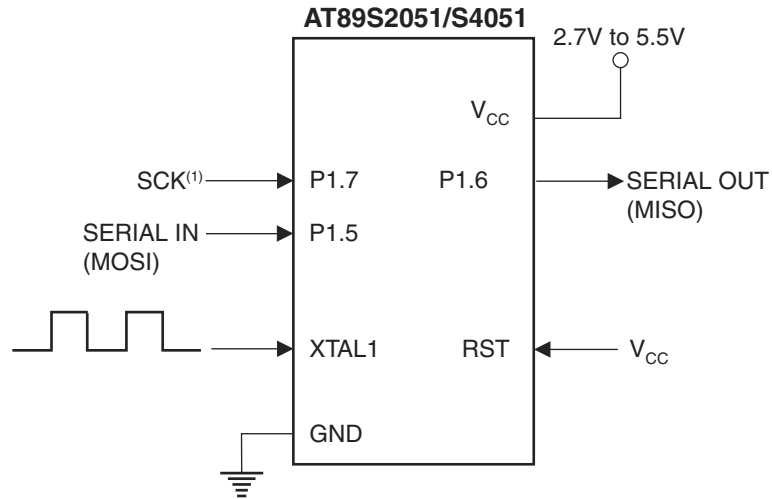 AT89S2051/S4051
2.7V to 5.5V
VCC
SCK(1)
P1.7
P1.6
SERIAL OUT
(MISO)
SERIAL IN
(MOSI)
P1.5
XTAL1
RST
VCC
GND